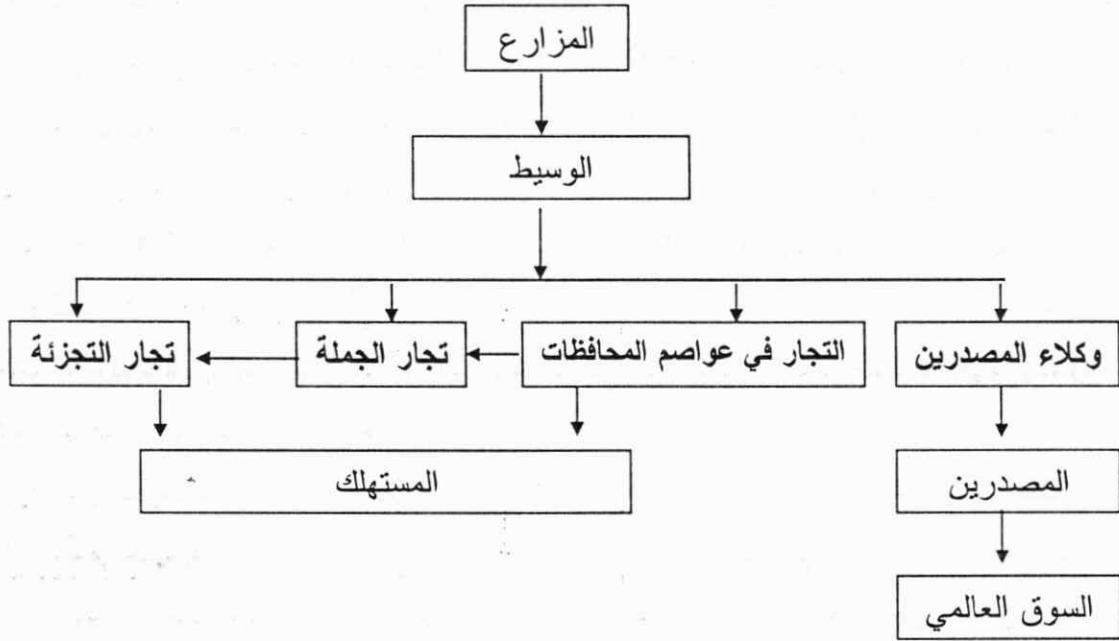 المزارع
الوسيط
وكلاء المصدرين
التجار في عواصم المحافظات
تجار الجملة
تجار التجزئة
المصدرين
المستهلك
السوق العالمي